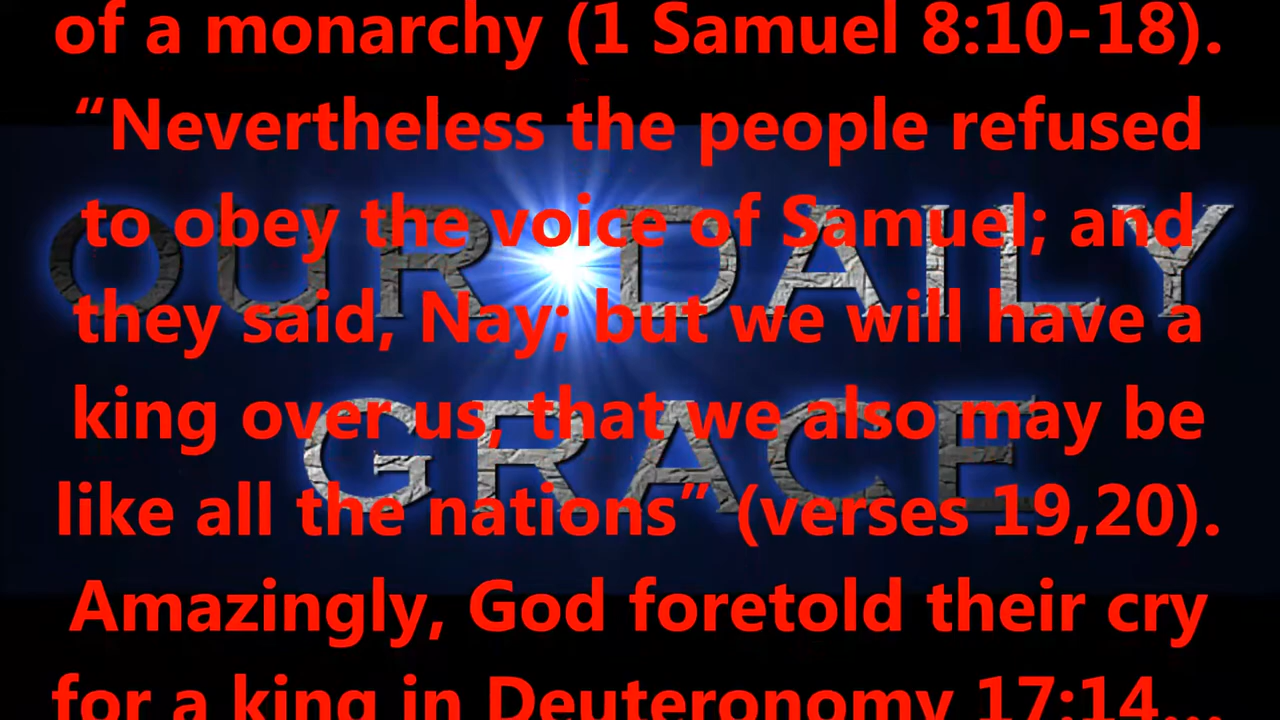 of a monarchy (1 Samuel 8:10-18).
“Nevertheless the people refused
to obey the voice of Samuel; and
they said, Nay; but we will have a
king over us, that we also may be
like all the nations” (verses 19,20).
Amazingly, God foretold their cry
for a king in Deuteronomy 17:14...
OUR DAILY
GRACE